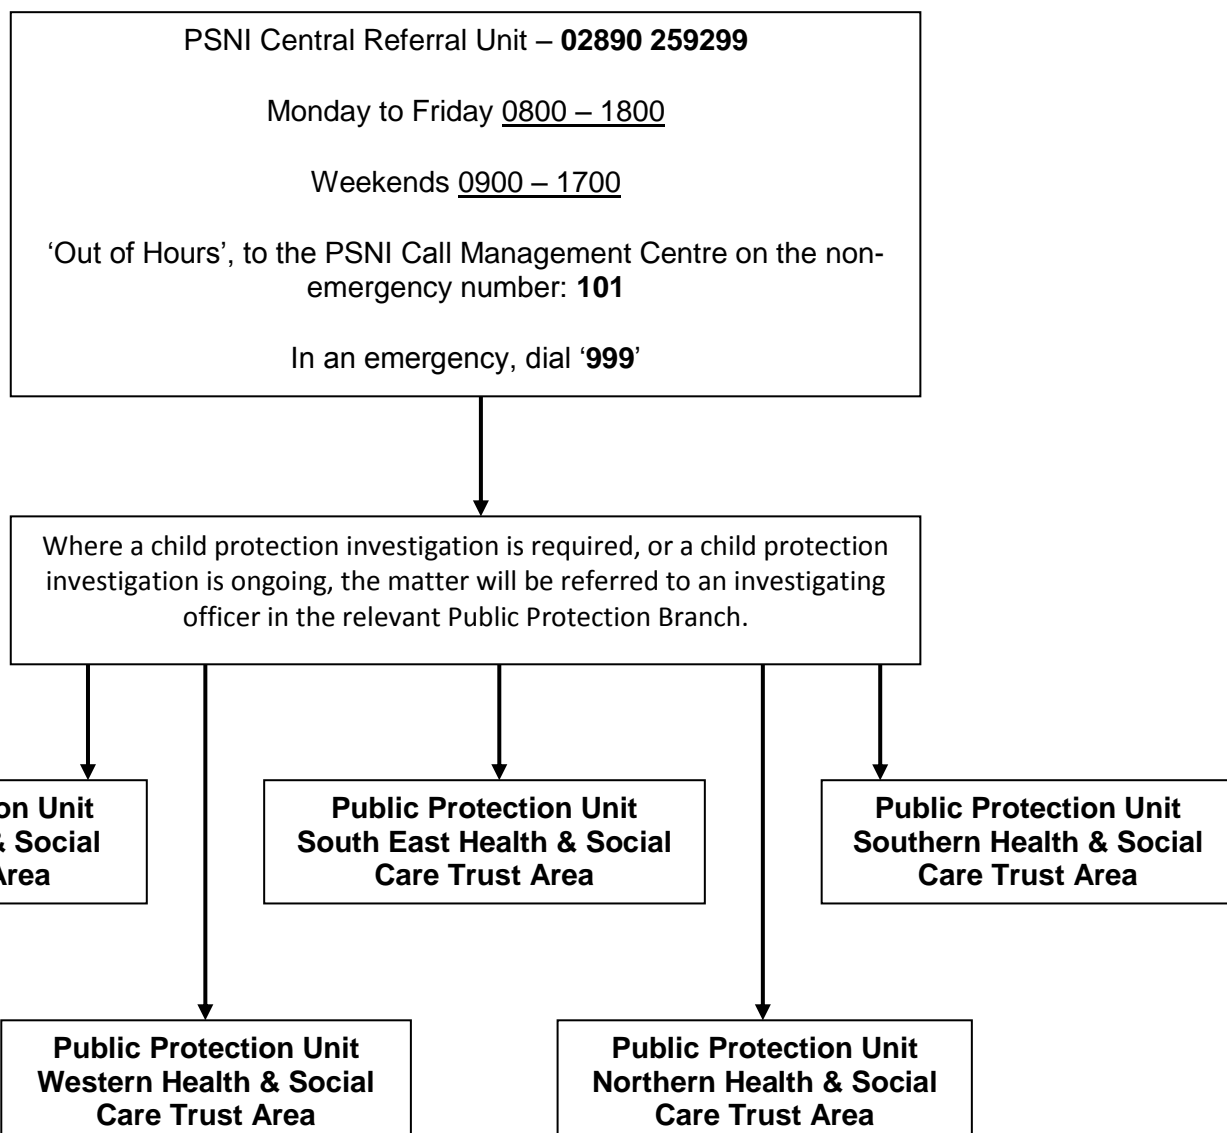 PSNI Central Referral Unit – 02890 259299
Monday to Friday 0800 – 1800
Weekends 0900 – 1700
‘Out of Hours’, to the PSNI Call Management Centre on the non-
emergency number: 101
In an emergency, dial ‘999’
Where a child protection investigation is required, or a child protection
investigation is ongoing, the matter will be referred to an investigating
officer in the relevant Public Protection Branch.
Unit
& Social
Area
Public Protection Unit
South East Health & Social
Care Trust Area
Public Protection Unit
Southern Health & Social
Care Trust Area
Public Protection Unit
Western Health & Social
Care Trust Area
Public Protection Unit
Northern Health & Social
Care Trust Area